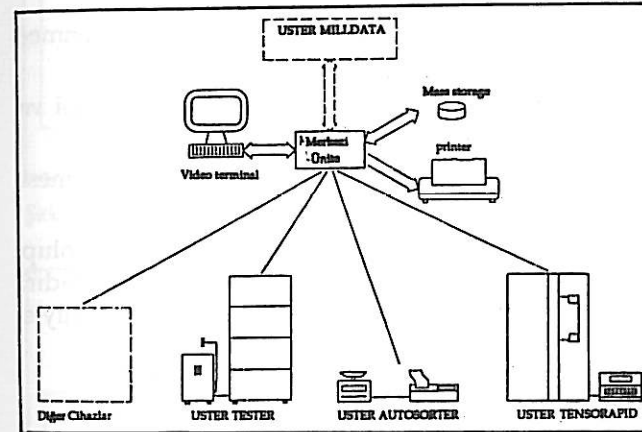 USTER MILLDATA
Mass storage
Merkezi
Ünite
printer
Video terminal
Diğer Cihazlar
USTER TESTER
USTER AUTOSORTER
USTER TENSORAPID